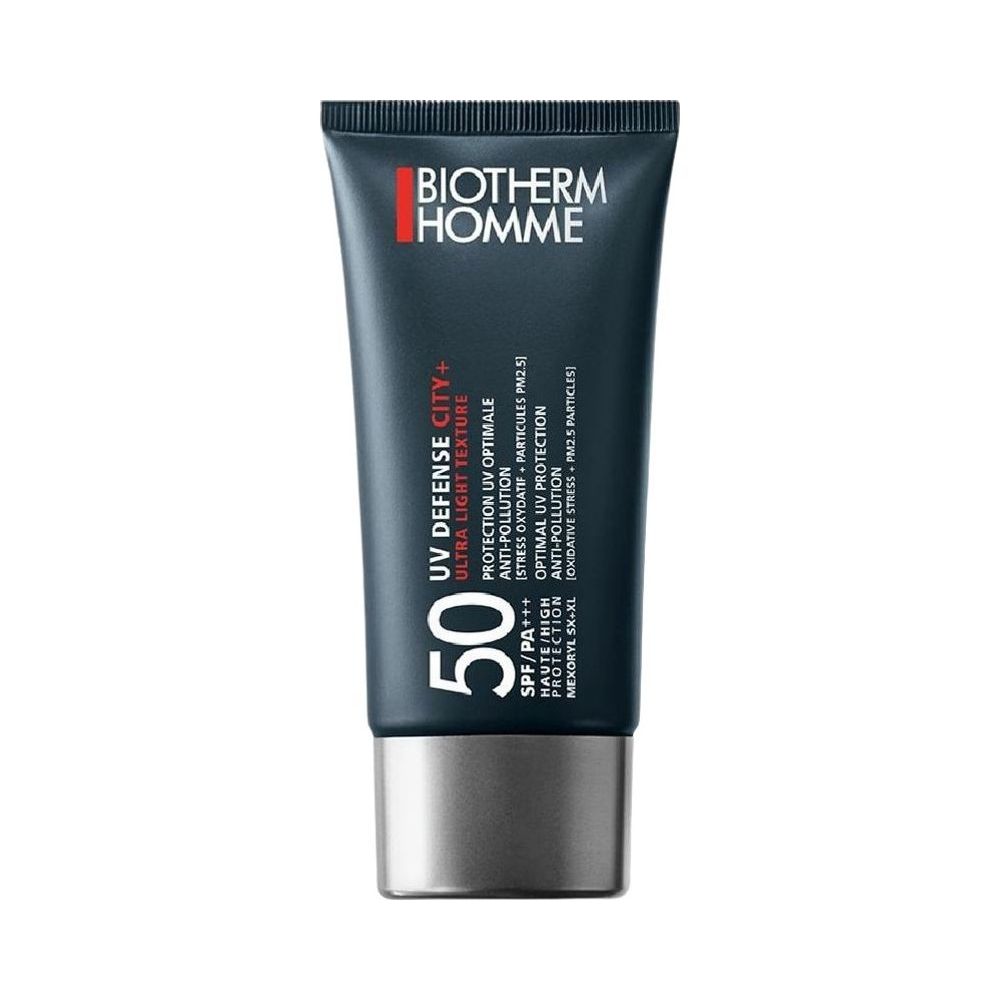 BIOTHERM
HOMME
50
UV DEFENSE CITY+
ULTRA LIGHT TEXTURE
PROTECTION UV OPTIMALE
ANTI-POLLUTION
[STRESS OXYDATIF + PARTICULES PM2.5]
OPTIMAL UV PROTECTION
ANTI-POLLUTION
[OXIDATIVE STRESS + PM2.5 PARTICLES]
SPF/PA+++
HAUTE/HIGH
PROTECTION
MEXORYL SX+XL